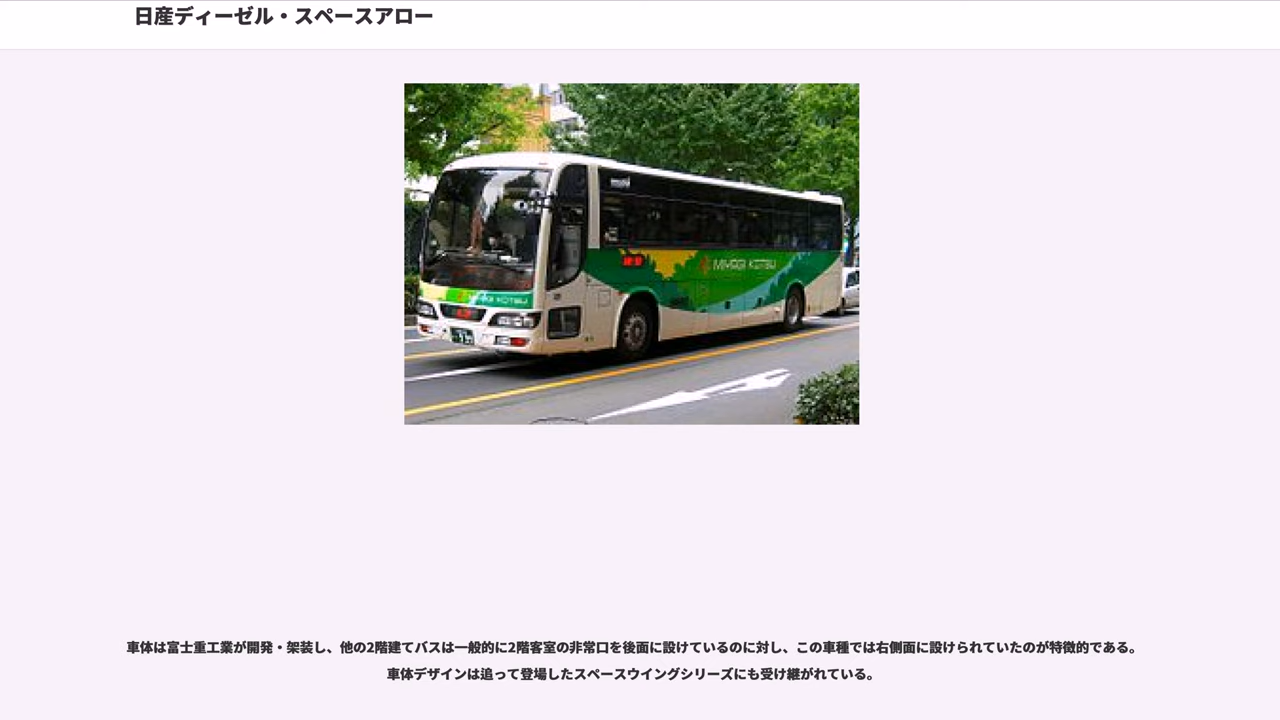 日産ディーゼル・スペースアロー
MIYAGI KOTSU
MIYAGI KOTSU
車体は富士重工業が開発・架装し、他の2階建てバスは一般的に2階客室の非常口を後面に設けているのに対し、この車種では右側面に設けられていたのが特徴的である。
車体デザインは追って登場したスペースウイングシリーズにも受け継がれている。